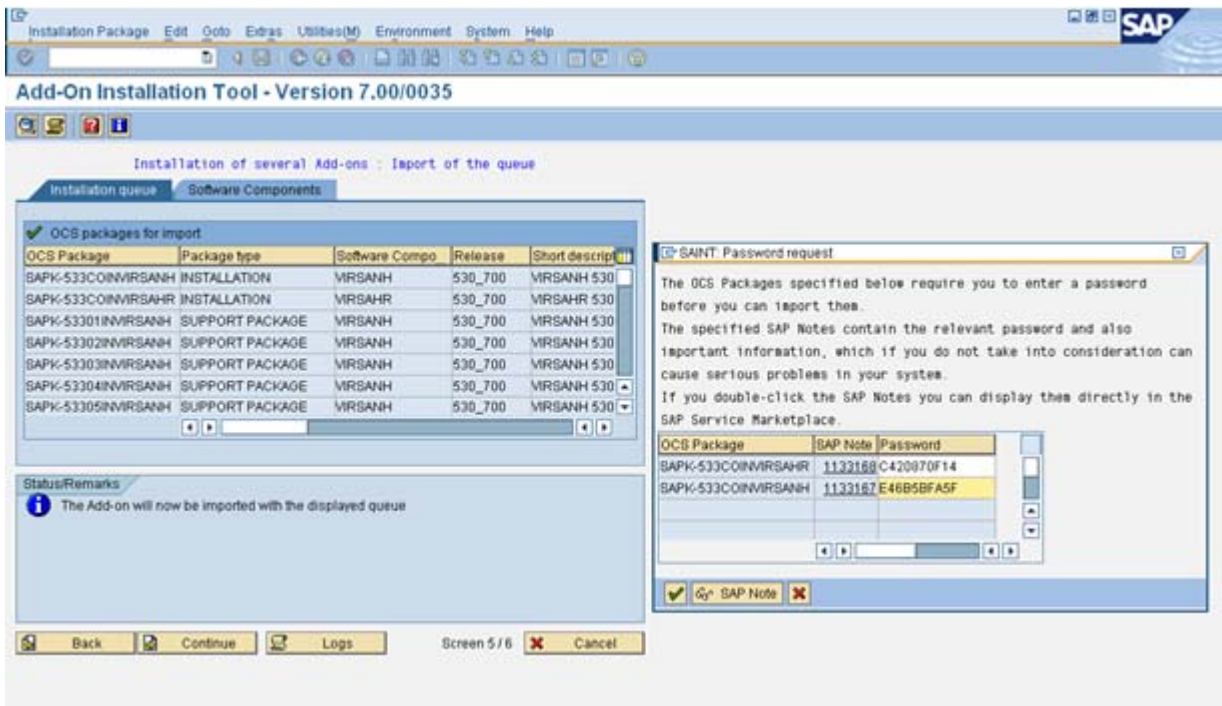 Installation Package Edit Goto Extras Utilities(M) Environment System Help
SAP
Add-On Installation Tool - Version 7.00/0035
Installation of several Add-ons : Import of the queue
Installation queue Software Components
OCS packages for import
OCS Package Package type Software Compo Release Short descript
SAPK-533COINVIRSANH INSTALLATION VIRSANH 530_700 VIRSANH 530
SAPK-533COINVIRSAHR INSTALLATION VIRSAHR 530_700 VIRSAHR 530
SAPK-53301INVIRSANH SUPPORT PACKAGE VIRSANH 530_700 VIRSANH 530
SAPK-53302INVIRSANH SUPPORT PACKAGE VIRSANH 530_700 VIRSANH 530
SAPK-53303INVIRSANH SUPPORT PACKAGE VIRSANH 530_700 VIRSANH 530
SAPK-53304INVIRSANH SUPPORT PACKAGE VIRSANH 530_700 VIRSANH 530
SAPK-53305INVIRSANH SUPPORT PACKAGE VIRSANH 530_700 VIRSANH 530
Status/Remarks
The Add-on will now be imported with the displayed queue
Back Continue Logs Screen 5 / 6 Cancel
SAINT: Password request
The OCS Packages specified below require you to enter a password
before you can import them.
The specified SAP Notes contain the relevant password and also
important information, which if you do not take into consideration can
cause serious problems in your system.
If you double-click the SAP Notes you can display them directly in the
SAP Service Marketplace.
OCS Package SAP Note Password
SAPK-533COINVIRSAHR 1133168 C420870F14
SAPK-533COINVIRSANH 1133167 E46B5BFA5F
SAP Note